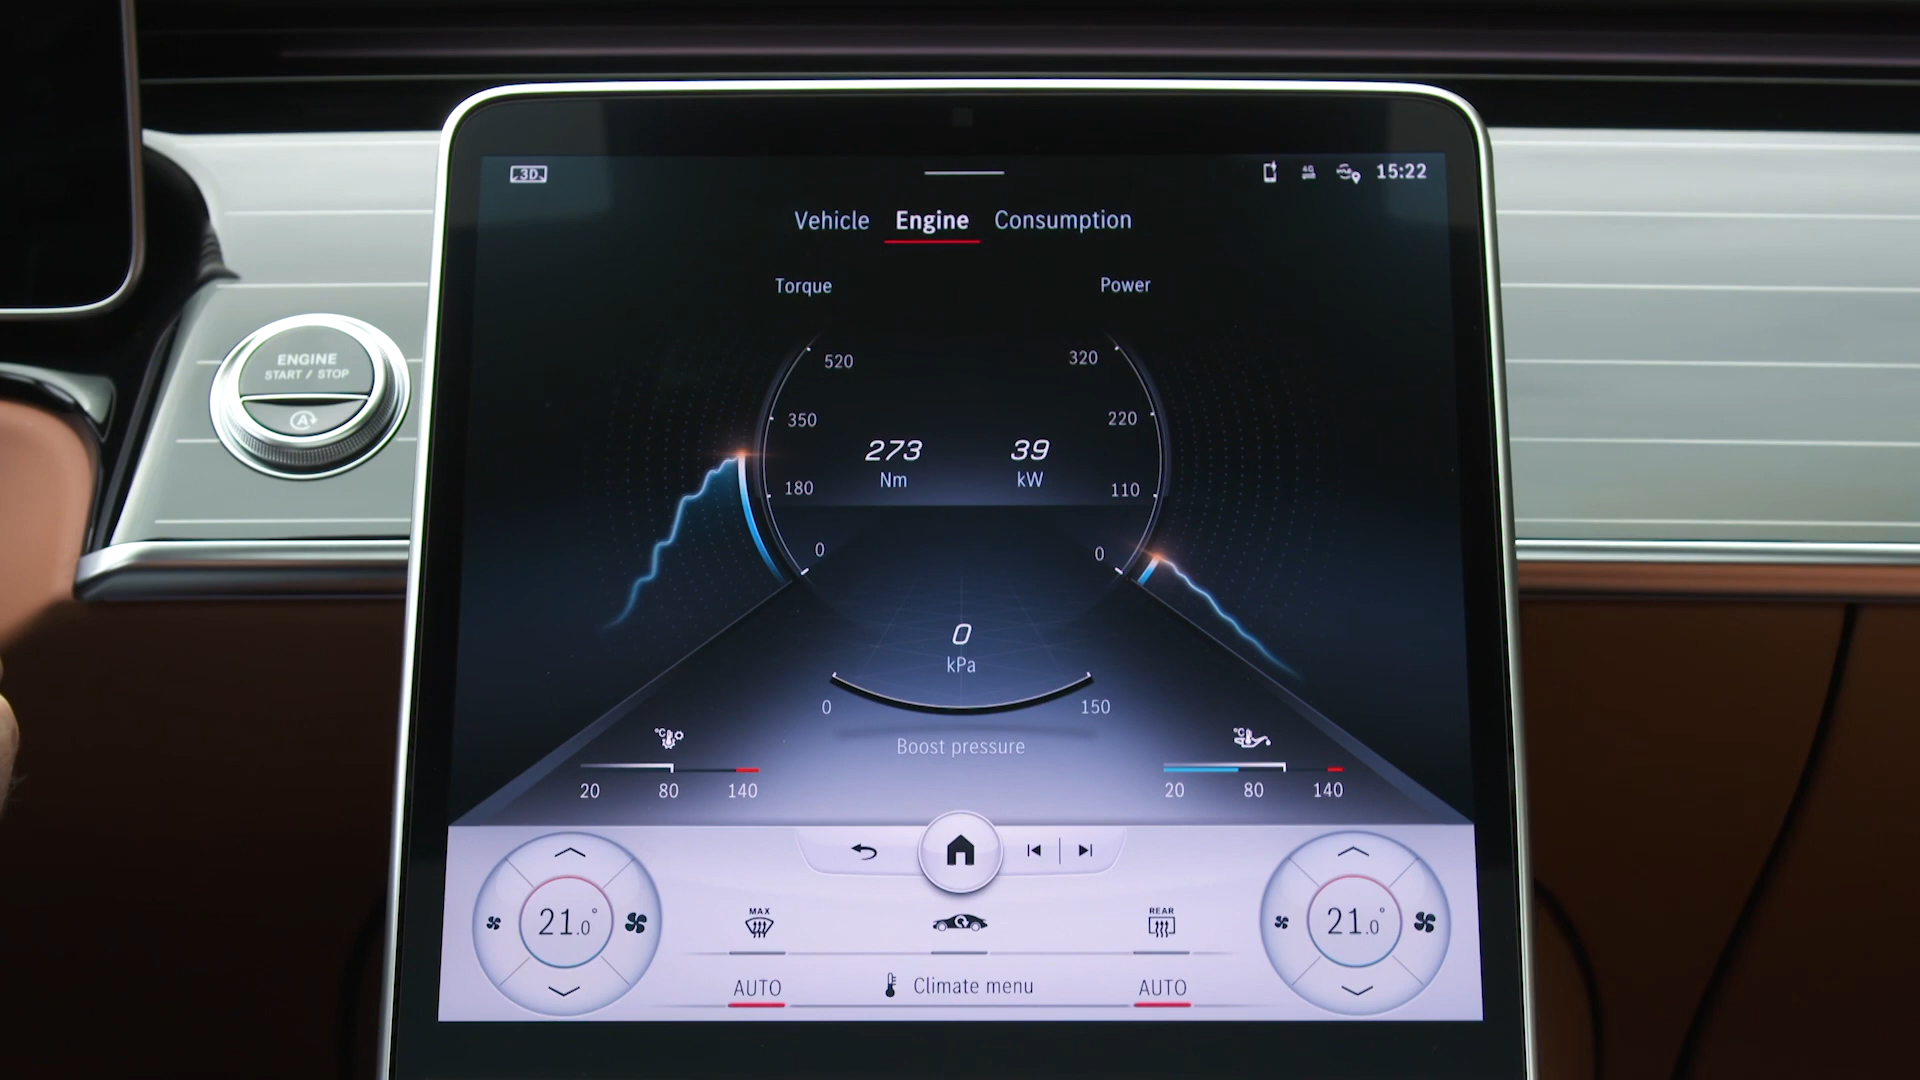 3D
4G
15:22
Vehicle Engine Consumption
Torque
Power
520
320
350
220
273
39
Nm
kW
180
110
0
0
0
kPa
0
150
Boost pressure
°C
°C
20 80 140
20 80 140
21.0°
21.0°
MAX
REAR
AUTO
Climate menu
AUTO
ENGINE
START / STOP
A